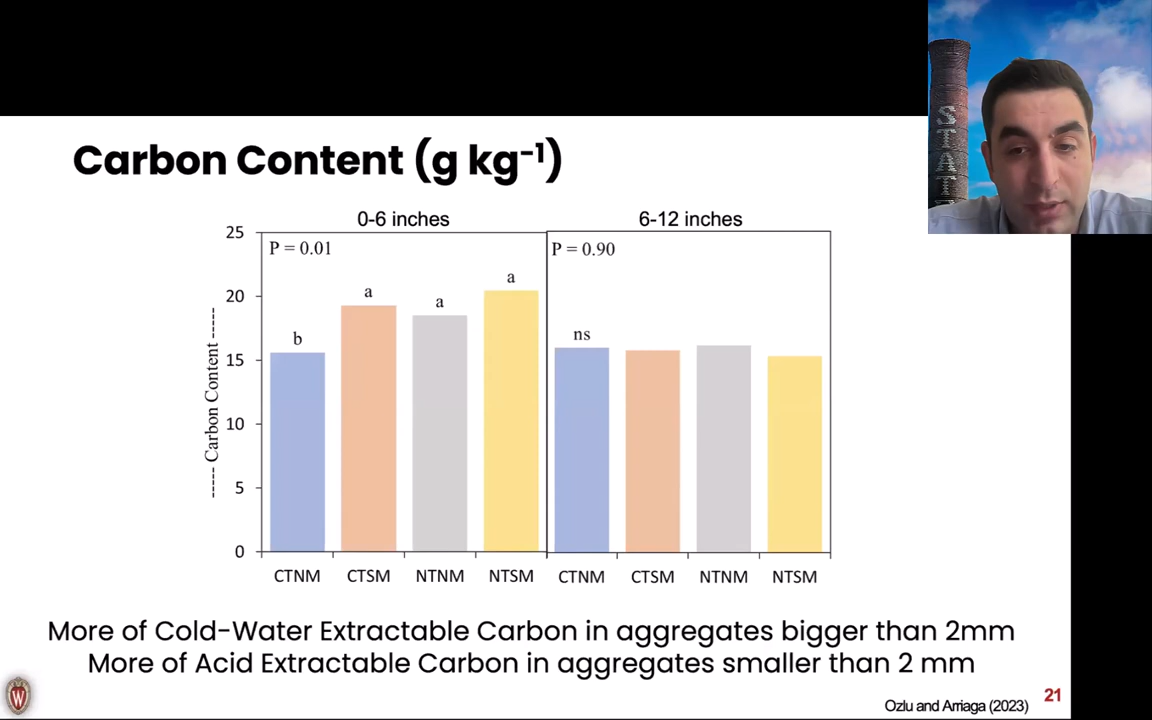 Carbon Content (g kg⁻¹)
0-6 inches
6-12 inches
25
20
15
10
5
0
----- Carbon Content -----
P = 0.01
b
a
a
a
P = 0.90
ns
CTNM
CTSM
NTNM
NTSM
CTNM
CTSM
NTNM
NTSM
More of Cold-Water Extractable Carbon in aggregates bigger than 2mm
More of Acid Extractable Carbon in aggregates smaller than 2 mm
W
Ozlu and Arriaga (2023)
21
STAT